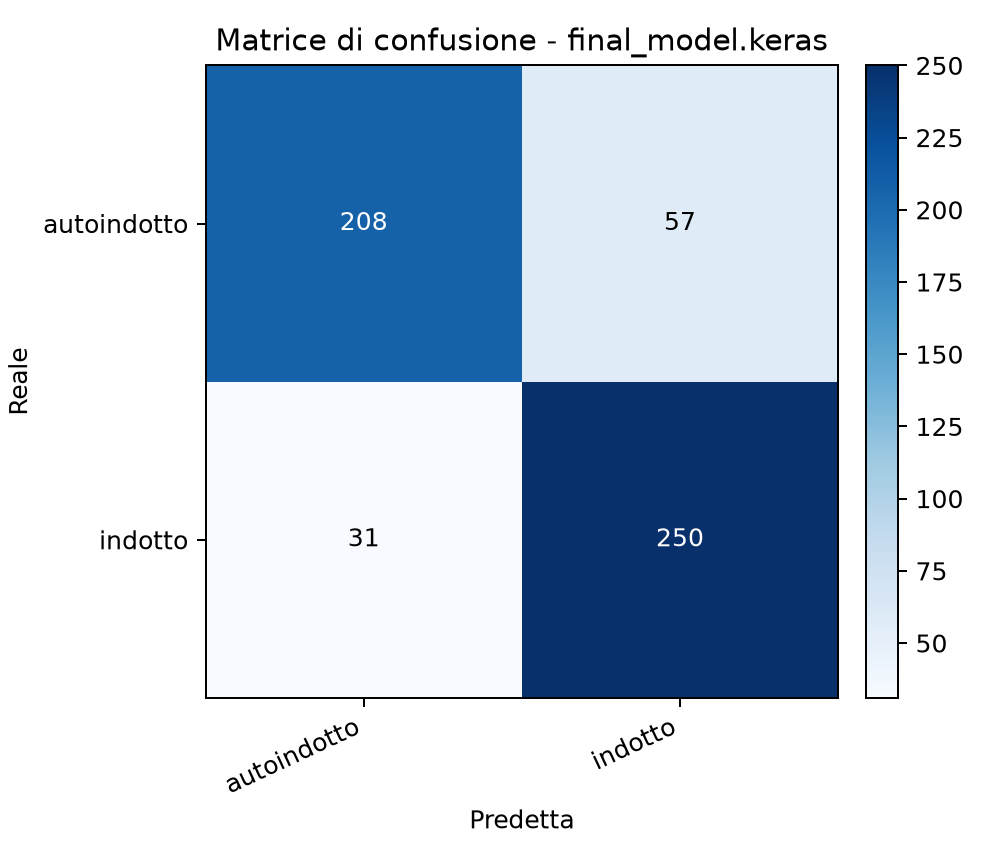 Matrice di confusione - final_model.keras
autoindotto
indotto
Reale
208
57
31
250
autoindotto
indotto
Predetta
250
225
200
175
150
125
100
75
50